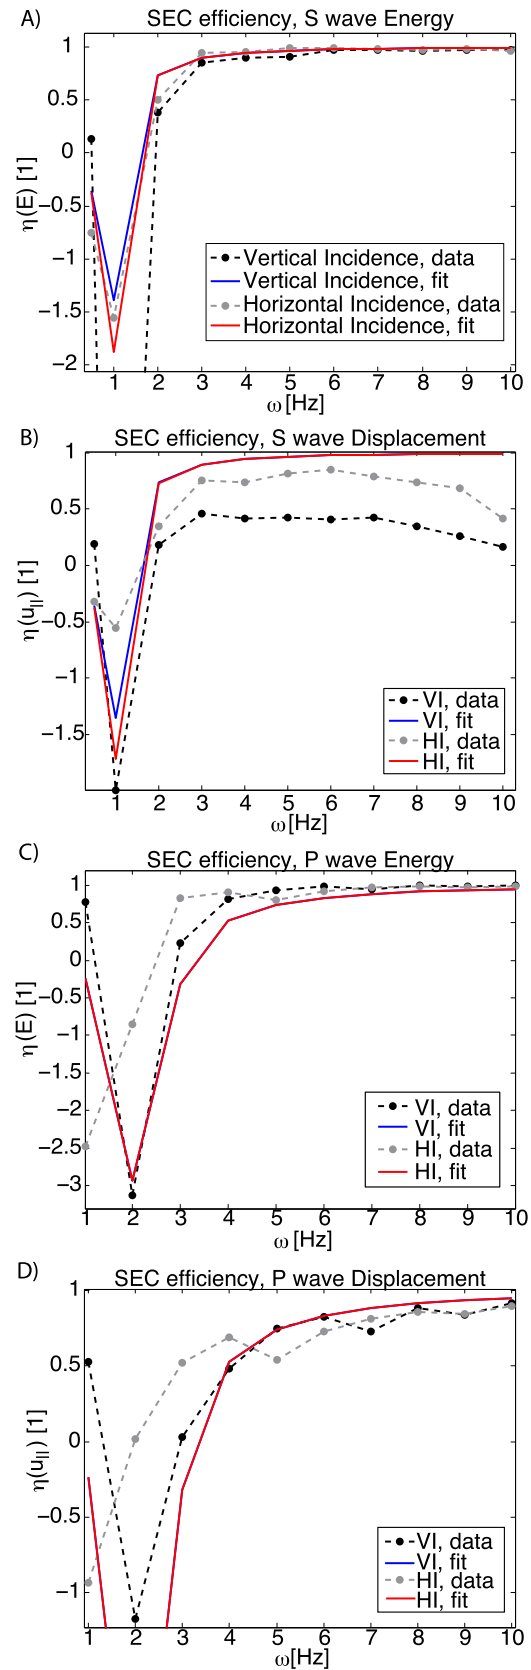 A)
SEC efficiency, S wave Energy
1
0.5
0
−0.5
−1
−1.5
−2
η(E) [1]
Vertical Incidence, data
Vertical Incidence, fit
Horizontal Incidence, data
Horizontal Incidence, fit
1 2 3 4 5 6 7 8 9 10
ω[Hz]
B)
SEC efficiency, S wave Displacement
1
0.5
0
−0.5
−1
−1.5
η(u||) [1]
VI, data
VI, fit
HI, data
HI, fit
1 2 3 4 5 6 7 8 9 10
ω[Hz]
C)
SEC efficiency, P wave Energy
1
0.5
0
−0.5
−1
−1.5
−2
−2.5
−3
η(E) [1]
VI, data
VI, fit
HI, data
HI, fit
1 2 3 4 5 6 7 8 9 10
ω[Hz]
D)
SEC efficiency, P wave Displacement
1
0.5
0
−0.5
−1
η(u||) [1]
VI, data
VI, fit
HI, data
HI, fit
1 2 3 4 5 6 7 8 9 10
ω[Hz]